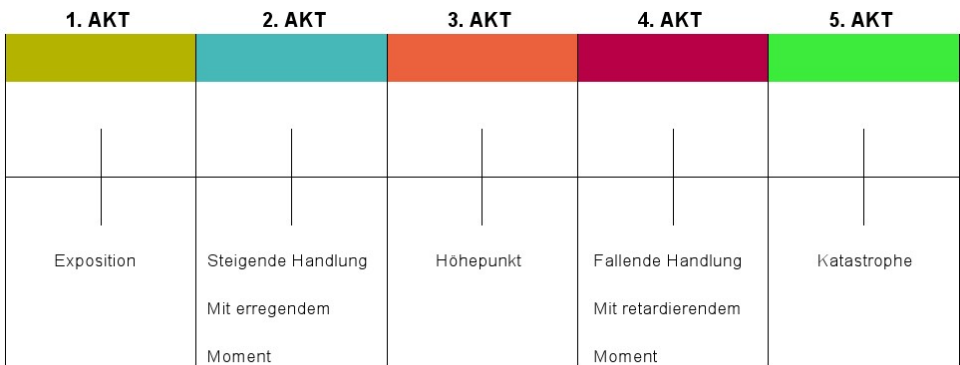 1. AKT 2. AKT 3. AKT 4. AKT 5. AKT
Exposition Steigende Handlung Höhepunkt Fallende Handlung Katastrophe
Mit erregendem Mit retardierendem
Moment Moment